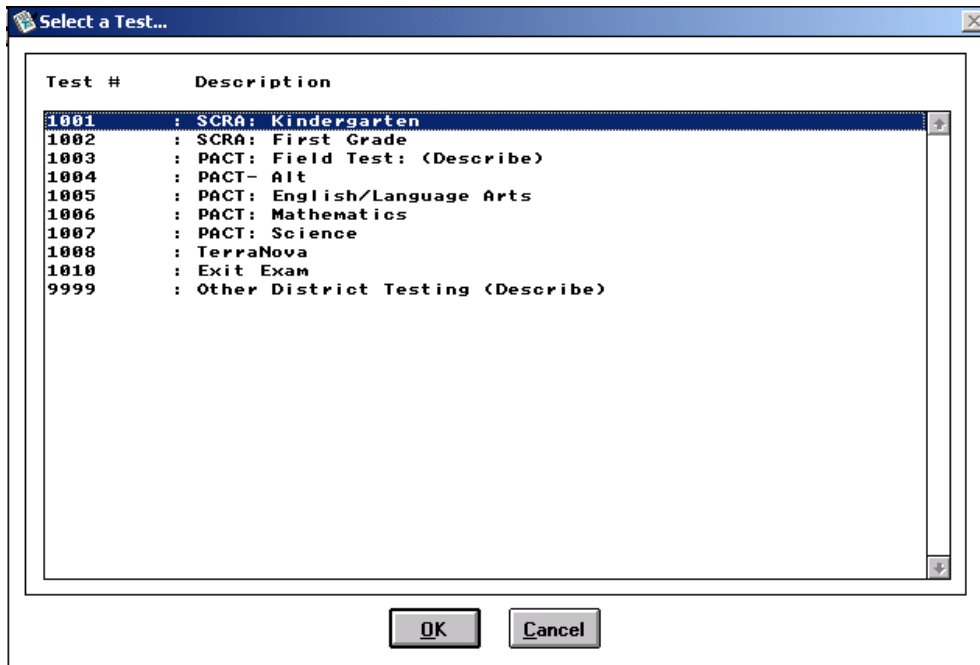 Select a Test...
Test # Description
1001 : SCRA: Kindergarten
1002 : SCRA: First Grade
1003 : PACT: Field Test: (Describe)
1004 : PACT- Alt
1005 : PACT: English/Language Arts
1006 : PACT: Mathematics
1007 : PACT: Science
1008 : TerraNova
1010 : Exit Exam
9999 : Other District Testing (Describe)
OK Cancel